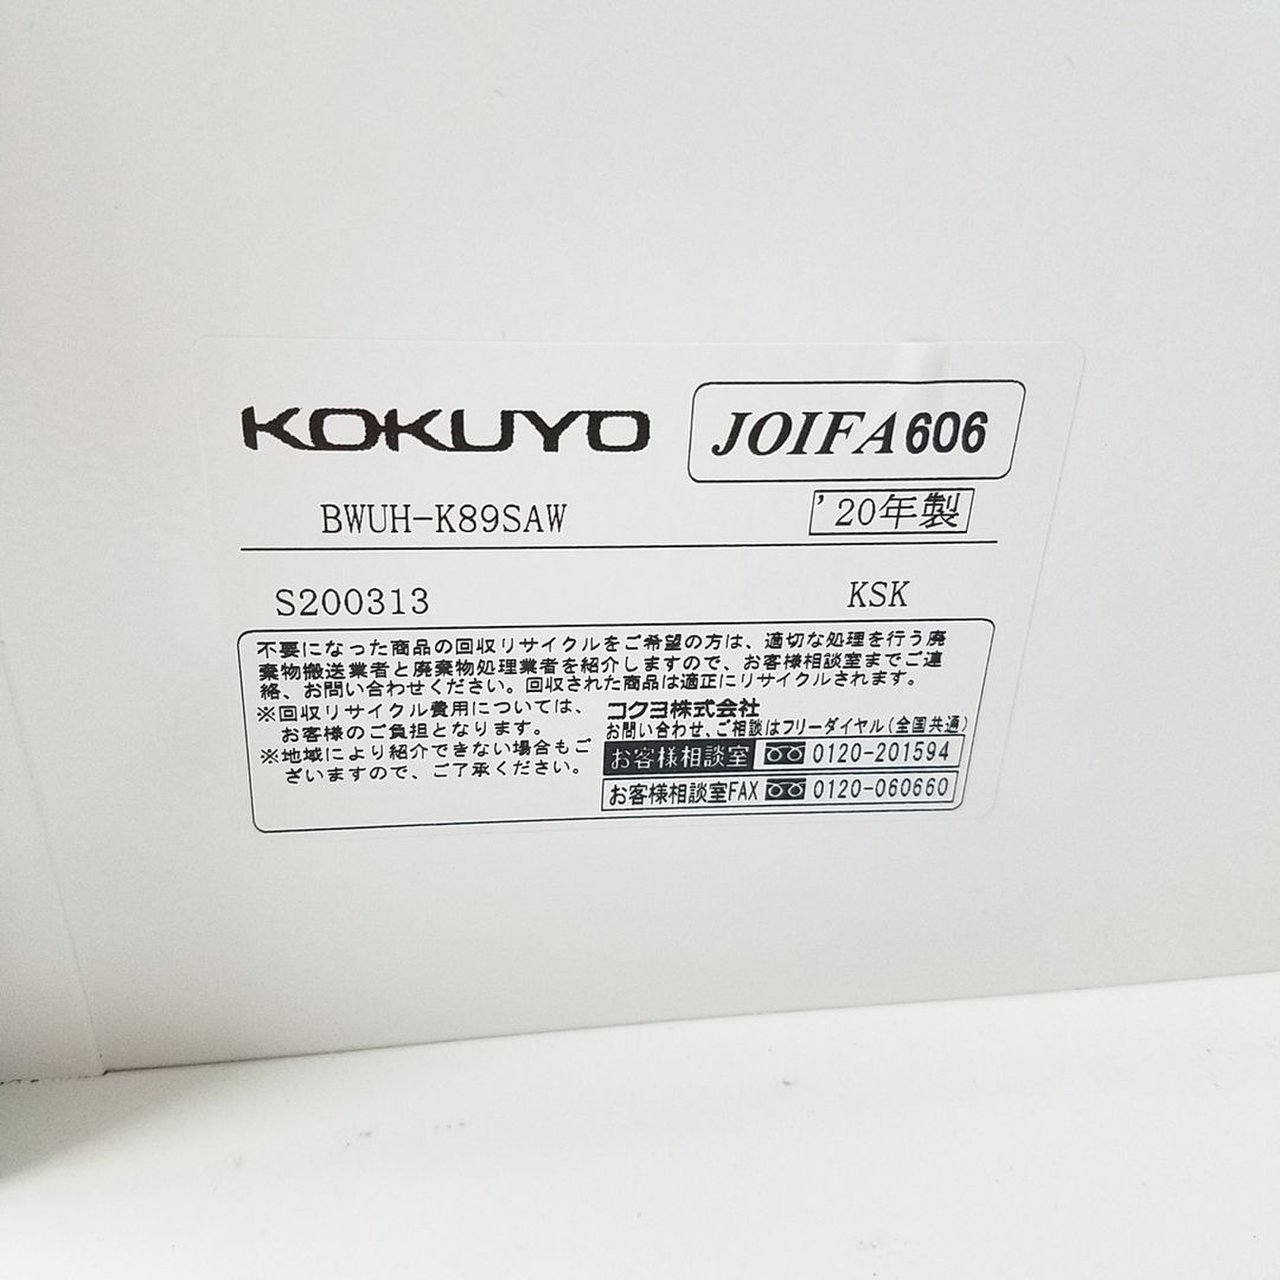 KOKUYO
JOIFA606
BWUH-K89SAW
'20年製
S200313
KSK
不要になった商品の回収リサイクルをご希望の方は、適切な処理を行う廃
棄物搬送業者と廃棄物処理業者を紹介しますので、お客様相談室までご連
絡、お問い合わせください。回収された商品は適正にリサイクルされます。
※回収リサイクル費用については、
お客様のご負担となります。
※地域により紹介できない場合もご
ざいますので、ご了承ください。
コクヨ株式会社
お問い合わせ、ご相談はフリーダイヤル(全国共通)
お客様相談室 0120-201594
お客様相談室FAX 0120-060660